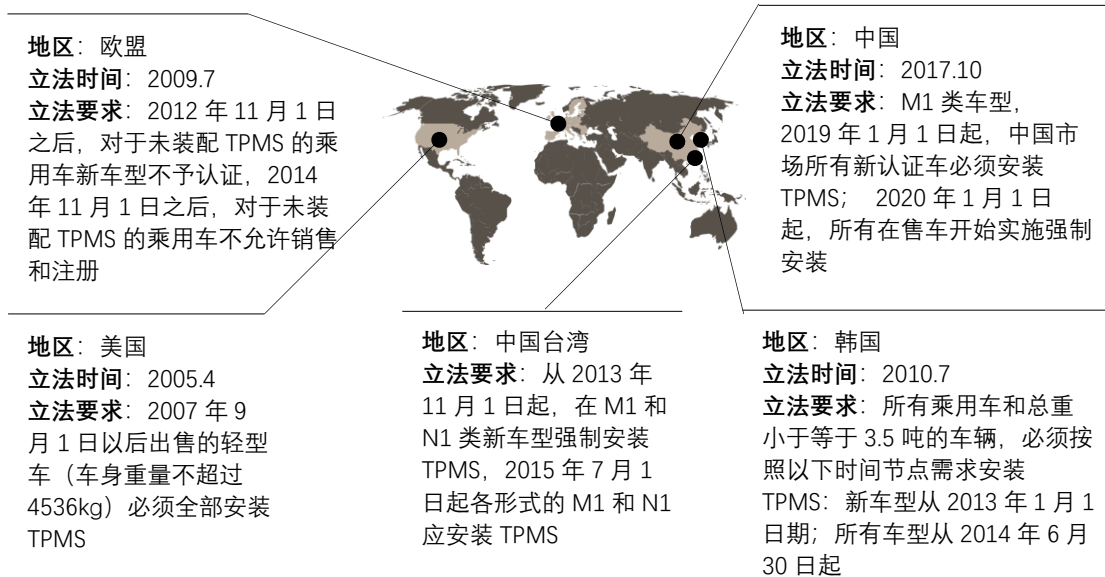 地区：欧盟
立法时间：2009.7
立法要求：2012 年 11 月 1 日
之后，对于未装配 TPMS 的乘
用车新车型不予认证，2014
年 11 月 1 日之后，对于未装
配 TPMS 的乘用车不允许销售
和注册
地区：中国
立法时间：2017.10
立法要求：M1 类车型，
2019 年 1 月 1 日起，中国市
场所有新认证车必须安装
TPMS； 2020 年 1 月 1 日
起，所有在售车开始实施强制
安装
地区：美国
立法时间：2005.4
立法要求：2007 年 9
月 1 日以后出售的轻型
车（车身重量不超过
4536kg）必须全部安装
TPMS
地区：中国台湾
立法要求：从 2013 年
11 月 1 日起，在 M1 和
N1 类新车型强制安装
TPMS，2015 年 7 月 1
日起各形式的 M1 和 N1
应安装 TPMS
地区：韩国
立法时间：2010.7
立法要求：所有乘用车和总重
小于等于 3.5 吨的车辆，必须按
照以下时间节点需求安装
TPMS：新车型从 2013 年 1 月 1
日期；所有车型从 2014 年 6 月
30 日起